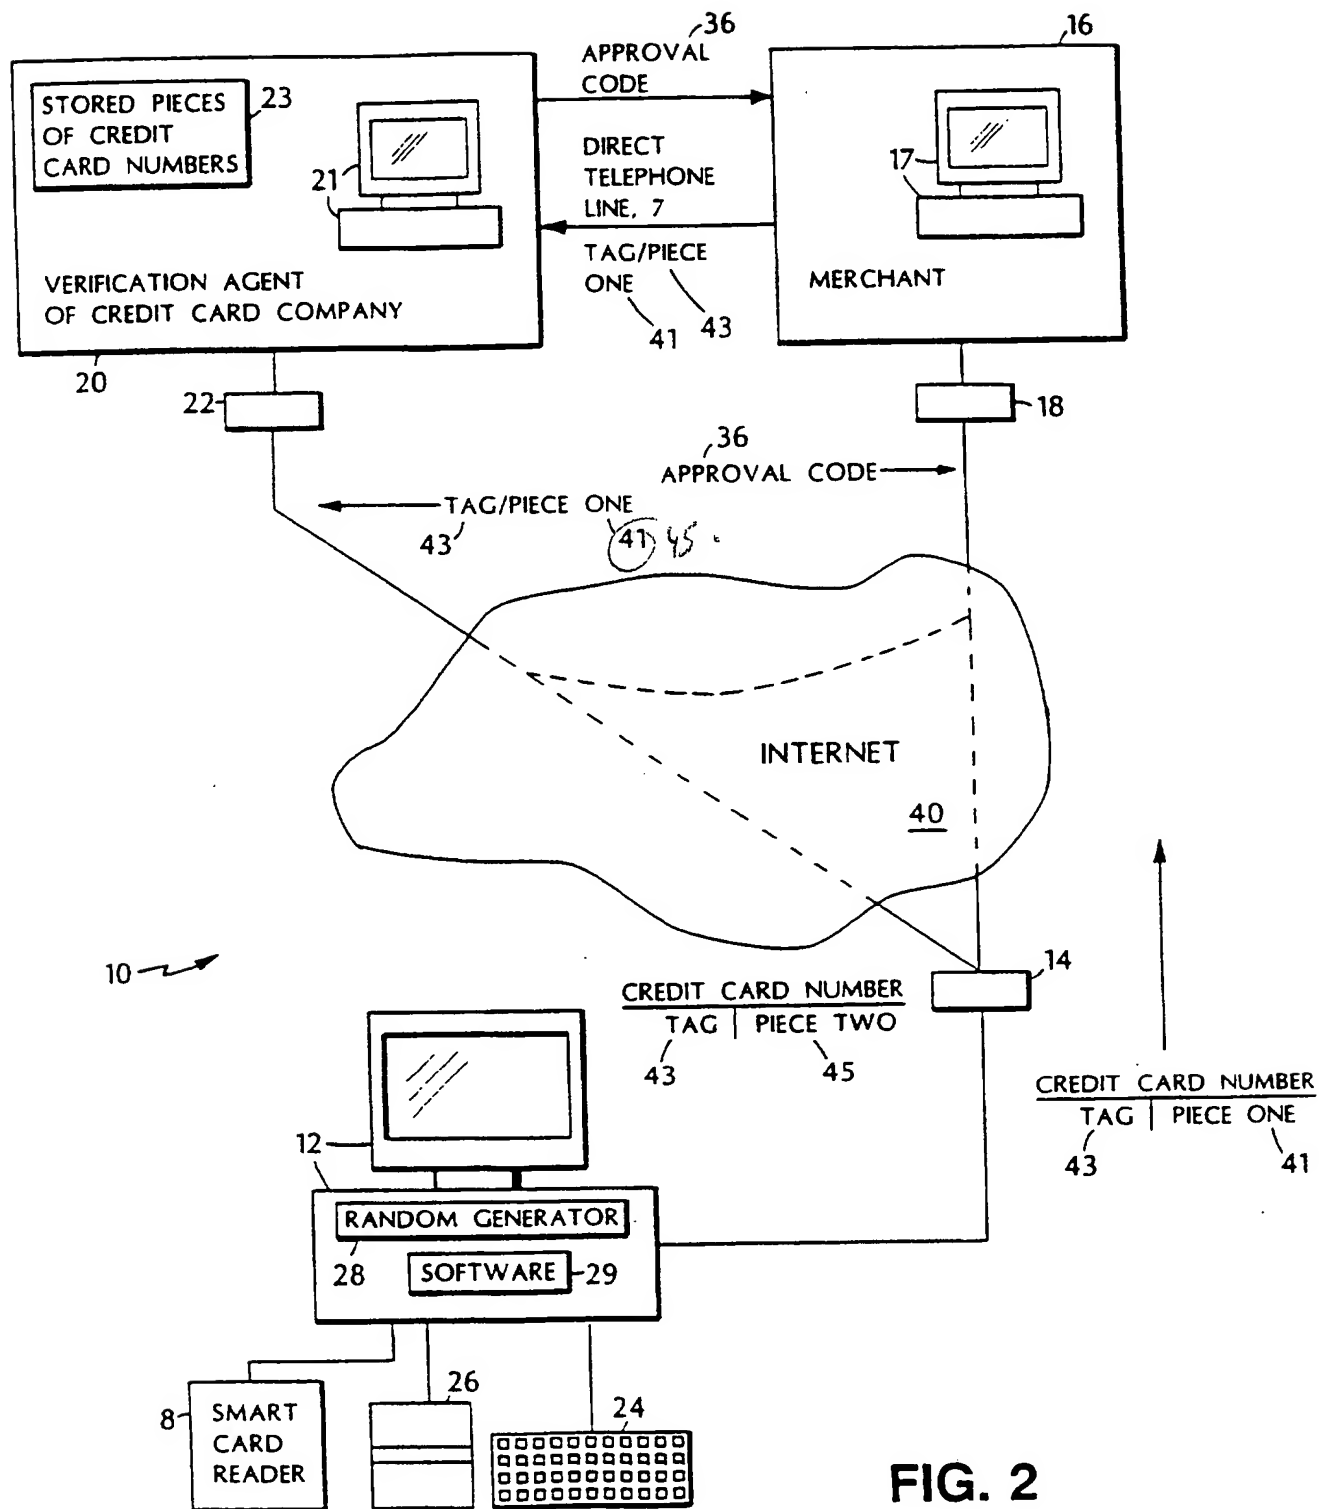 36
16
APPROVAL
CODE
STORED PIECES
OF CREDIT
CARD NUMBERS
23
21
17
DIRECT
TELEPHONE
LINE, 7
TAG/PIECE
ONE
41
43
VERIFICATION AGENT
OF CREDIT CARD COMPANY
MERCHANT
20
22
18
36
APPROVAL CODE
TAG/PIECE ONE
43
41
45
INTERNET
40
10
14
CREDIT CARD NUMBER
TAG PIECE TWO
43
45
CREDIT CARD NUMBER
TAG PIECE ONE
43
41
12
RANDOM GENERATOR
28
SOFTWARE
29
8
SMART
CARD
READER
26
24
FIG. 2